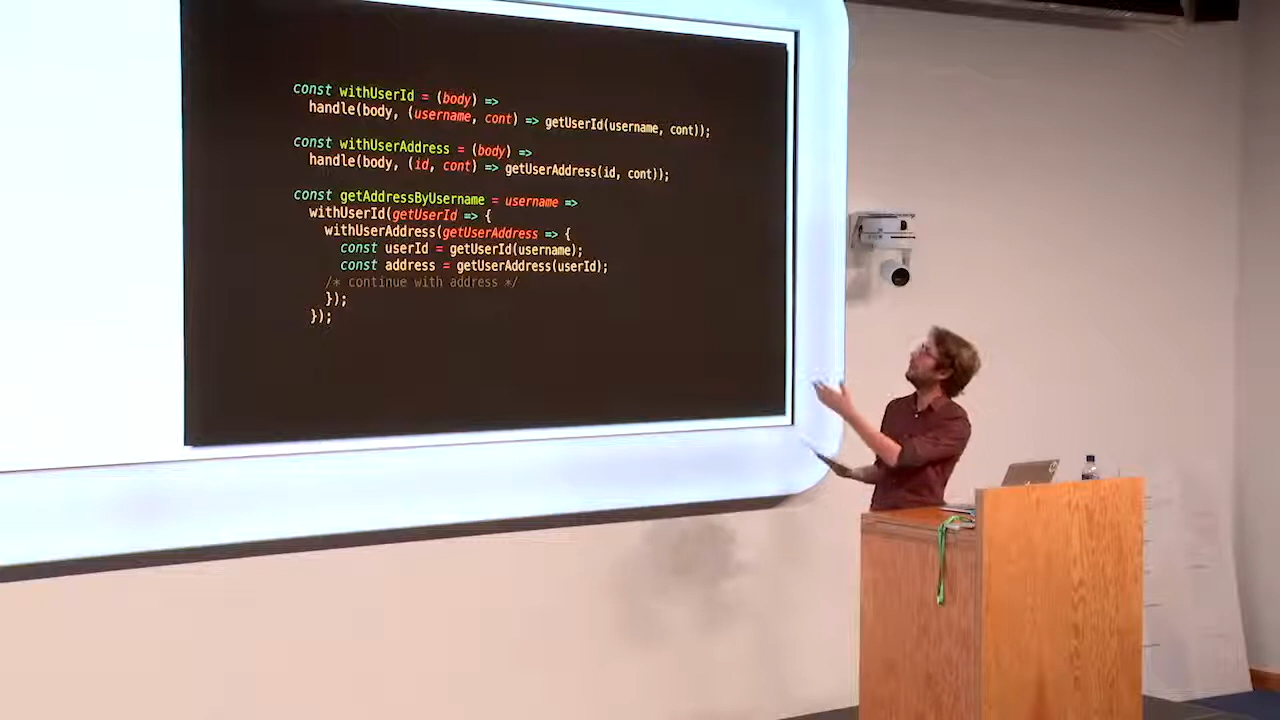 const withUserId = (body) =>
handle(body, (username, cont) => getUserId(username, cont));
const withUserAddress = (body) =>
handle(body, (id, cont) => getUserAddress(id, cont));
const getAddressByUsername = username =>
withUserId(getUserId => {
withUserAddress(getUserAddress => {
const userId = getUserId(username);
const address = getUserAddress(userId);
/* continue with address */
});
});